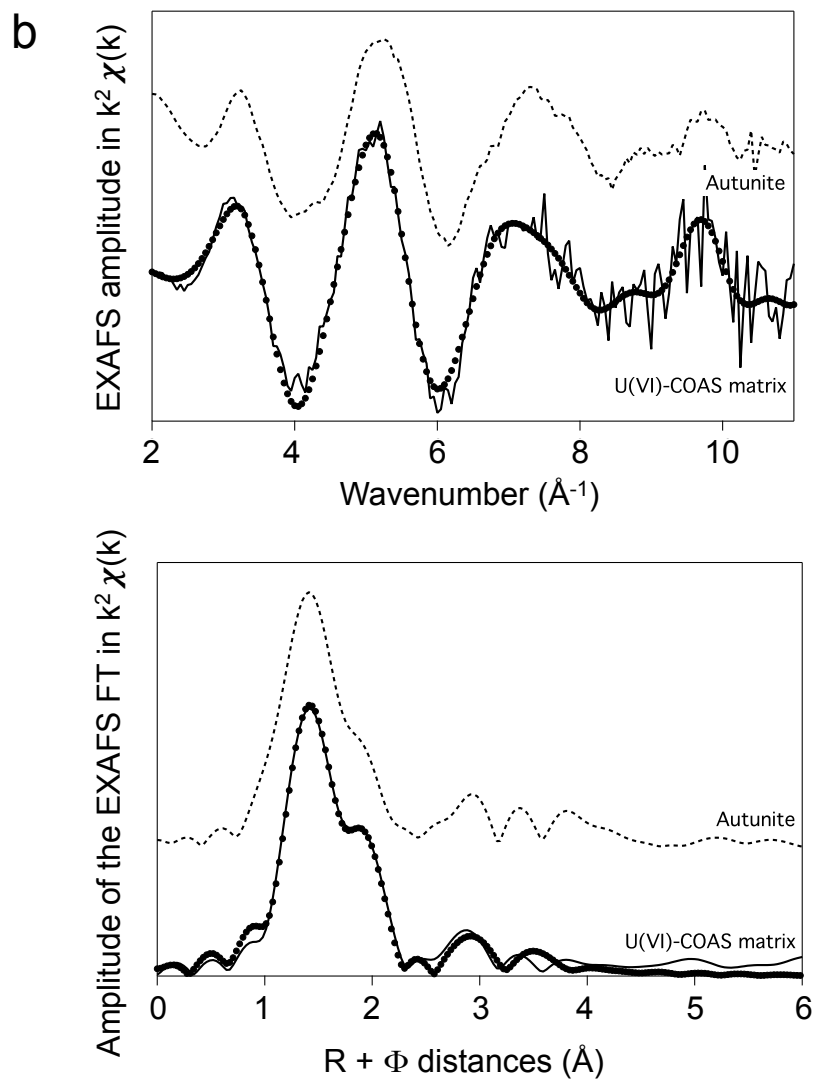 b
EXAFS amplitude in k² χ(k)
Autunite
U(VI)-COAS matrix
2 4 6 8 10
Wavenumber (Å⁻¹)
Amplitude of the EXAFS FT in k² χ(k)
Autunite
U(VI)-COAS matrix
0 1 2 3 4 5 6
R + Φ distances (Å)